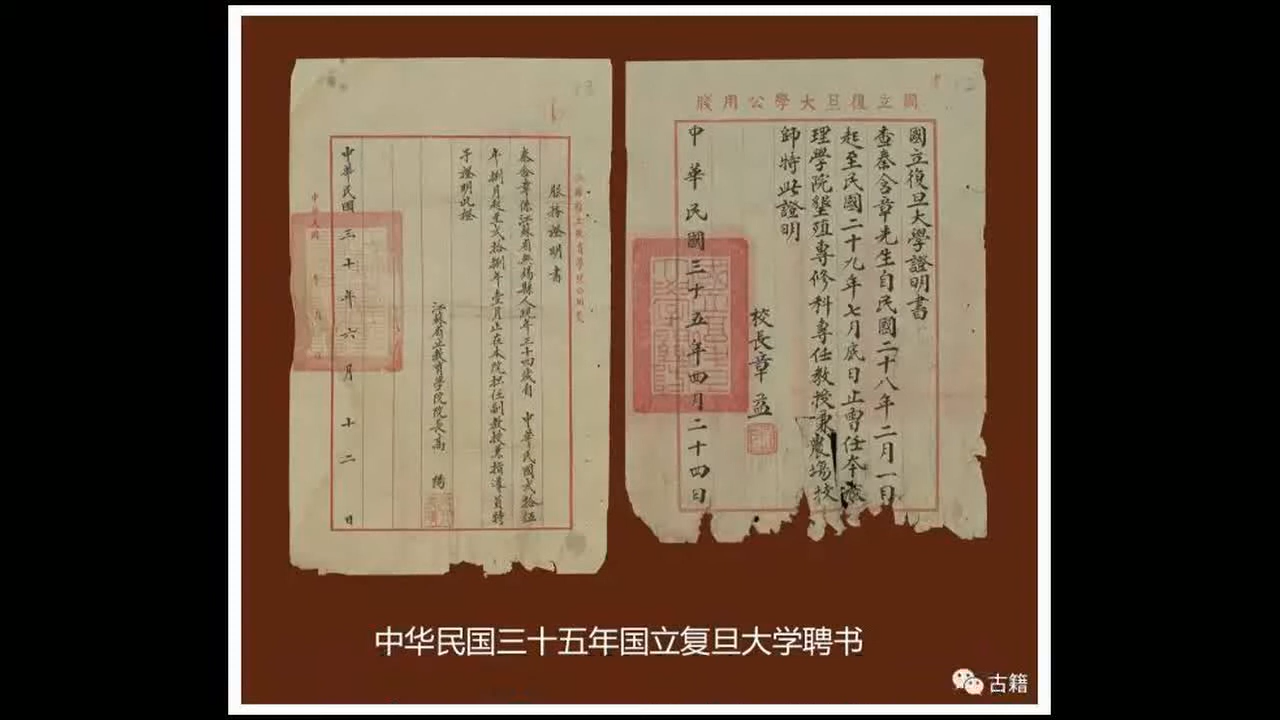 國立復旦大學公用牋
國立復旦大學證明書
查秦含章先生自民國二十八年二月一日
起至民國二十九年七月底日止曾任本校
理學院墾殖專修科專任教授兼農場技
師特此證明
校長章益
中華民國三十五年四月二十四日
服務證明書
秦含章係江蘇省無錫縣人現年三十四歲自中華民國貳拾伍
年捌月起至貳拾捌年壹月止在本院担任副教授兼指導員特
予證明此證
江蘇省立教育學院院長高陽
中華民國三十年六月十二日
中华民国三十五年国立复旦大学聘书
古籍